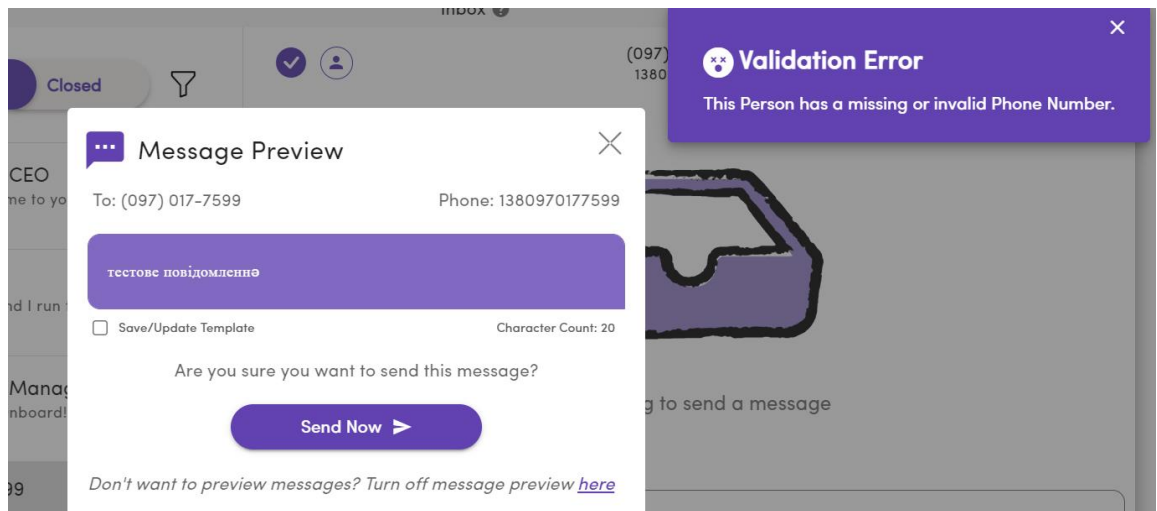 Inbox ?
Closed
(097)
1380
Validation Error
This Person has a missing or invalid Phone Number.
CEO
me to yo
Message Preview
To: (097) 017-7599
Phone: 1380970177599
тестове повідомленнә
nd I run
Save/Update Template
Character Count: 20
Are you sure you want to send this message?
Manag
nboard!
g to send a message
Send Now
99
Don't want to preview messages? Turn off message preview here